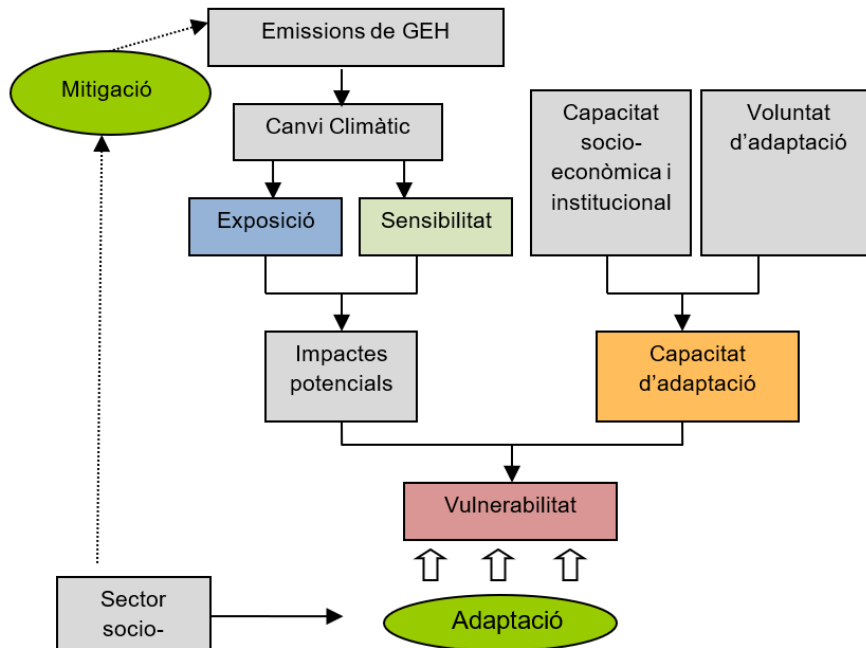 Emissions de GEH
Mitigació
Canvi Climàtic
Capacitat
socio-
econòmica i
institucional
Voluntat
d’adaptació
Exposició
Sensibilitat
Impactes
potencials
Capacitat
d’adaptació
Vulnerabilitat
Sector
socio-
Adaptació